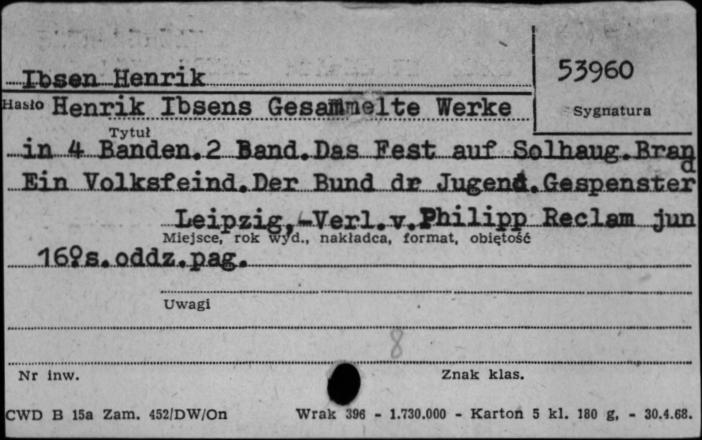 Ibsen Henrik
53960
Hasło Henrik Ibsens Gesammelte Werke
Sygnatura
Tytuł
in 4 Banden.2 Band.Das Fest auf Solhaug.Brand
Ein Volksfeind.Der Bund dr Jugend.Gespenster
Leipzig,-Verl.v.Philipp Reclam jun
Miejsce, rok wyd., nakładca, format, objętość
16°s.oddz.pag.
Uwagi
8
Nr inw.
Znak klas.
CWD B 15a Zam. 452/DW/On Wrak 396 - 1.730.000 - Karton 5 kl. 180 g, - 30.4.68.